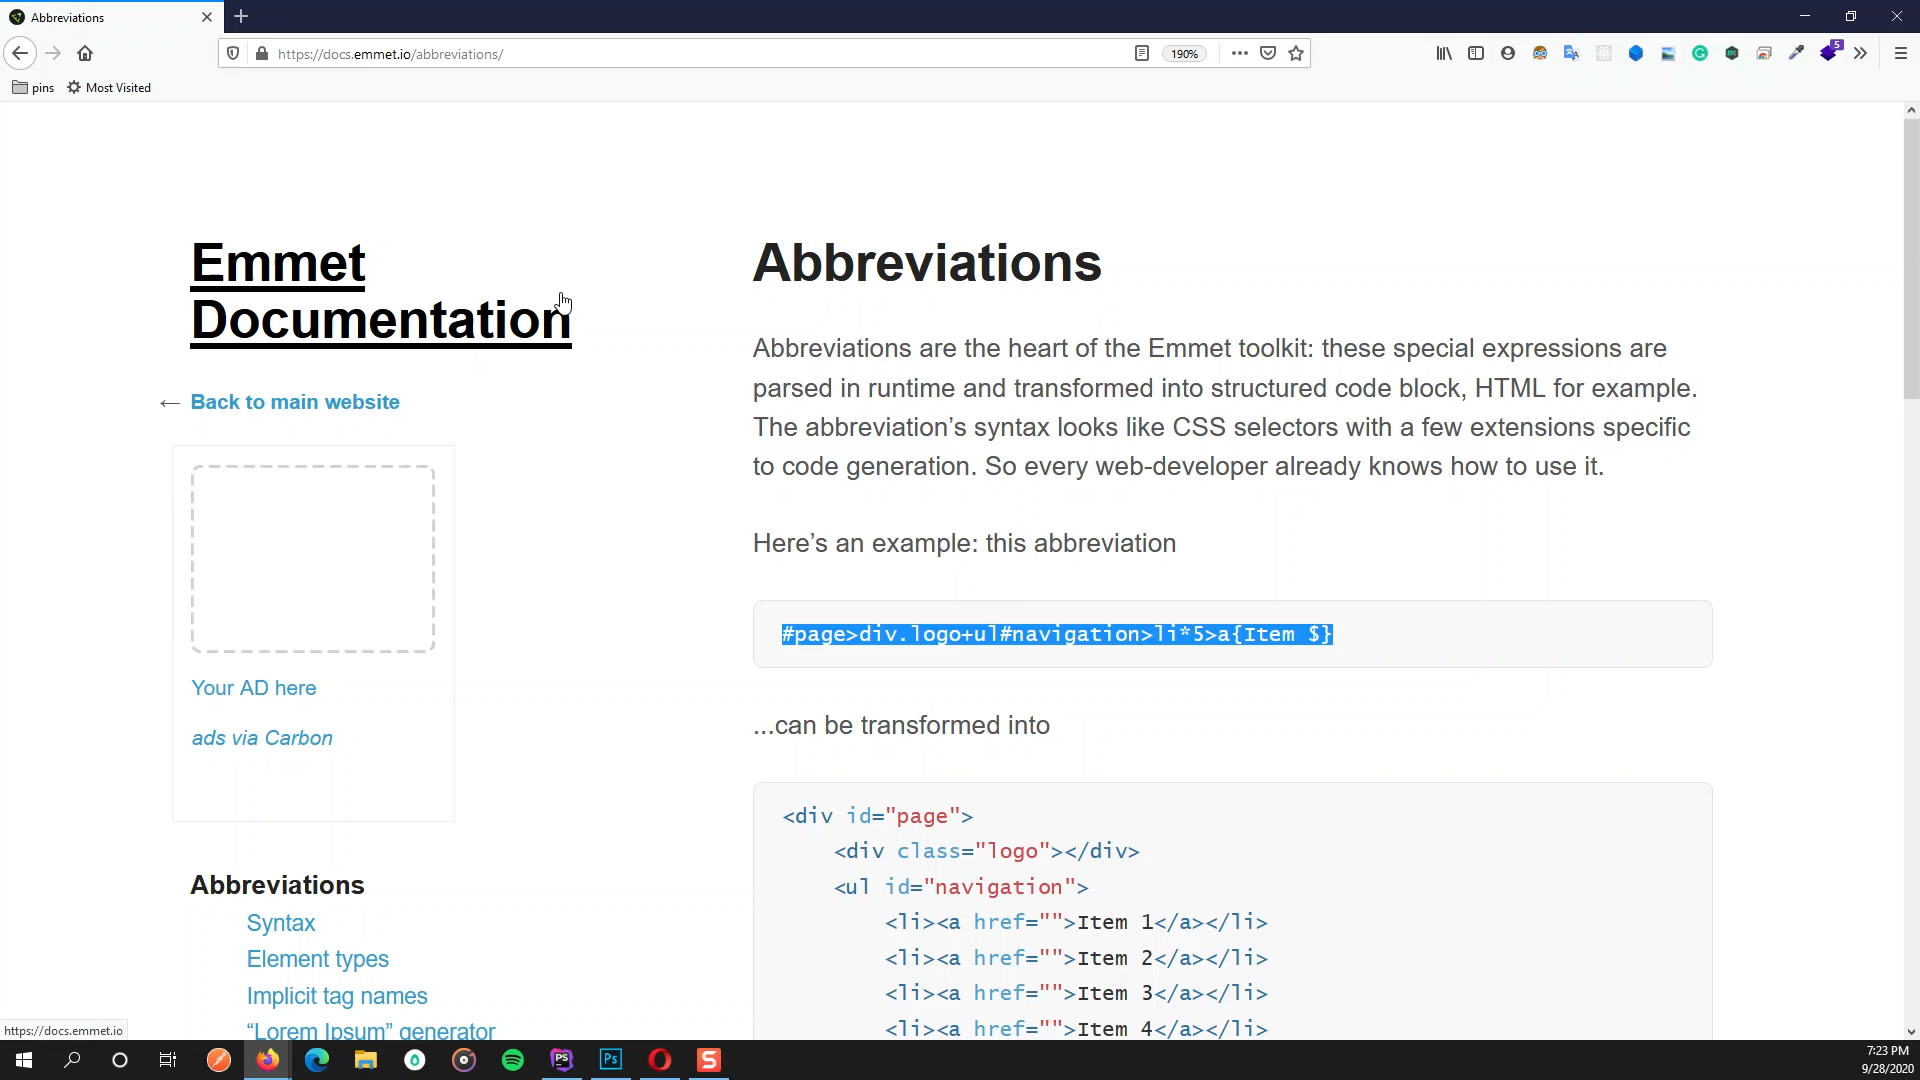 Abbreviations
https://docs.emmet.io/abbreviations/
190%
5
pins
Most Visited
Emmet
Documentation
← Back to main website
Your AD here
ads via Carbon
Abbreviations
Syntax
Element types
Implicit tag names
“Lorem Ipsum” generator
Abbreviations
Abbreviations are the heart of the Emmet toolkit: these special expressions are
parsed in runtime and transformed into structured code block, HTML for example.
The abbreviation’s syntax looks like CSS selectors with a few extensions specific
to code generation. So every web-developer already knows how to use it.
Here’s an example: this abbreviation
#page>div.logo+ul#navigation>li*5>a{Item $}
...can be transformed into
<div id="page">
<div class="logo"></div>
<ul id="navigation">
<li><a href="">Item 1</a></li>
<li><a href="">Item 2</a></li>
<li><a href="">Item 3</a></li>
<li><a href="">Item 4</a></li>
https://docs.emmet.io
PS
Ps
S
7:23 PM
9/28/2020